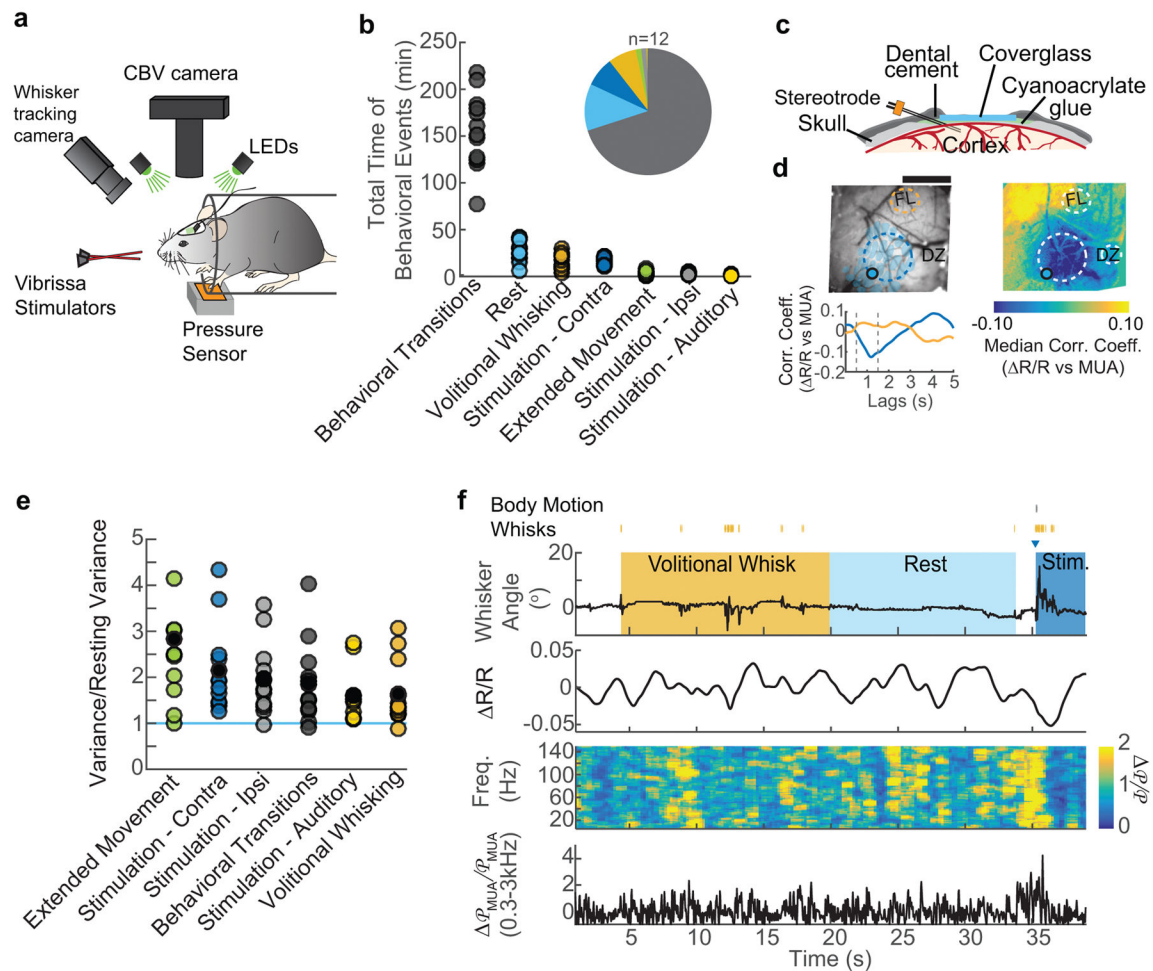 a
CBV camera
Whisker
tracking
camera
LEDs
Vibrissa
Stimulators
Pressure
Sensor
b
Total Time of
Behavioral Events (min)
250
200
150
100
50
0
n=12
Behavioral Transitions
Rest
Volitional Whisking
Stimulation - Contra
Extended Movement
Stimulation - Ipsi
Stimulation - Auditory
c
Dental
cement
Coverglass
Cyanoacrylate
glue
Stereotrode
Skull
Cortex
d
FL
DZ
FL
DZ
Corr. Coeff.
(ΔR/R vs MUA)
0.1
0
-0.1
-0.2
1 2 3 4 5
Lags (s)
-0.10 0.10
Median Corr. Coeff.
(ΔR/R vs MUA)
e
Variance/Resting Variance
5
4
3
2
1
0
Extended Movement
Stimulation - Contra
Stimulation - Ipsi
Behavioral Transitions
Stimulation - Auditory
Volitional Whisking
f
Body Motion
Whisks
Whisker
Angle
(°)
20
0
Volitional Whisk
Rest
Stim.
ΔR/R
0.05
0
-0.05
Freq.
(Hz)
140
100
60
20
2
1
0
Δ𝒫/𝒫
Δ𝒫MUA/𝒫MUA
(0.3-3kHz)
4
2
0
5 10 15 20 25 30 35
Time (s)